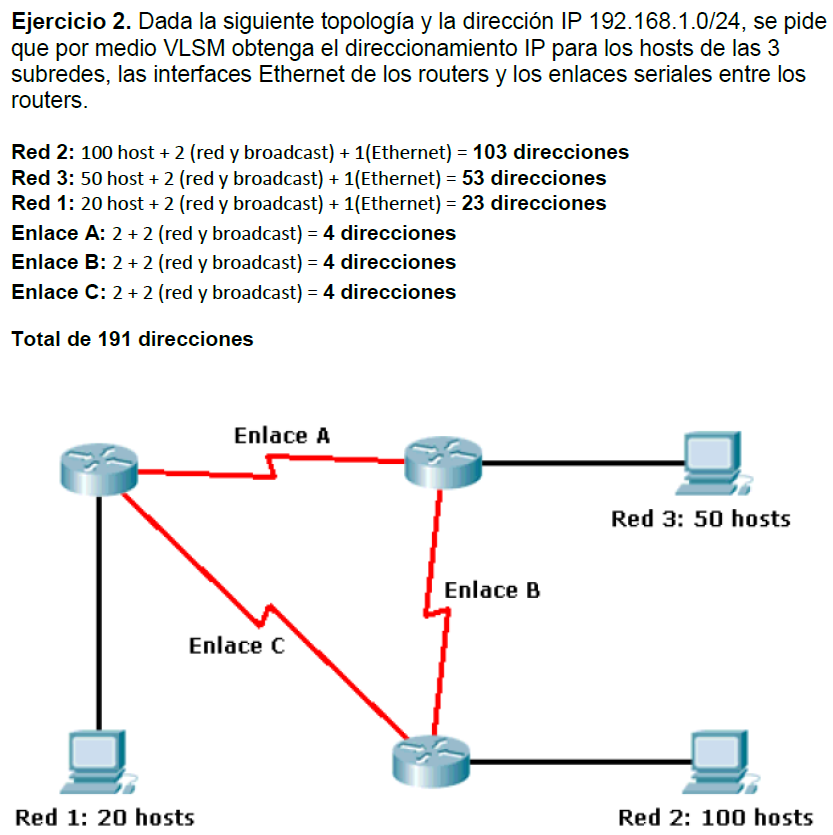 Ejercicio 2. Dada la siguiente topología y la dirección IP 192.168.1.0/24, se pide
que por medio VLSM obtenga el direccionamiento IP para los hosts de las 3
subredes, las interfaces Ethernet de los routers y los enlaces seriales entre los
routers.
Red 2: 100 host + 2 (red y broadcast) + 1(Ethernet) = 103 direcciones
Red 3: 50 host + 2 (red y broadcast) + 1(Ethernet) = 53 direcciones
Red 1: 20 host + 2 (red y broadcast) + 1(Ethernet) = 23 direcciones
Enlace A: 2 + 2 (red y broadcast) = 4 direcciones
Enlace B: 2 + 2 (red y broadcast) = 4 direcciones
Enlace C: 2 + 2 (red y broadcast) = 4 direcciones
Total de 191 direcciones
Enlace A
Red 3: 50 hosts
Enlace B
Enlace C
Red 1: 20 hosts
Red 2: 100 hosts